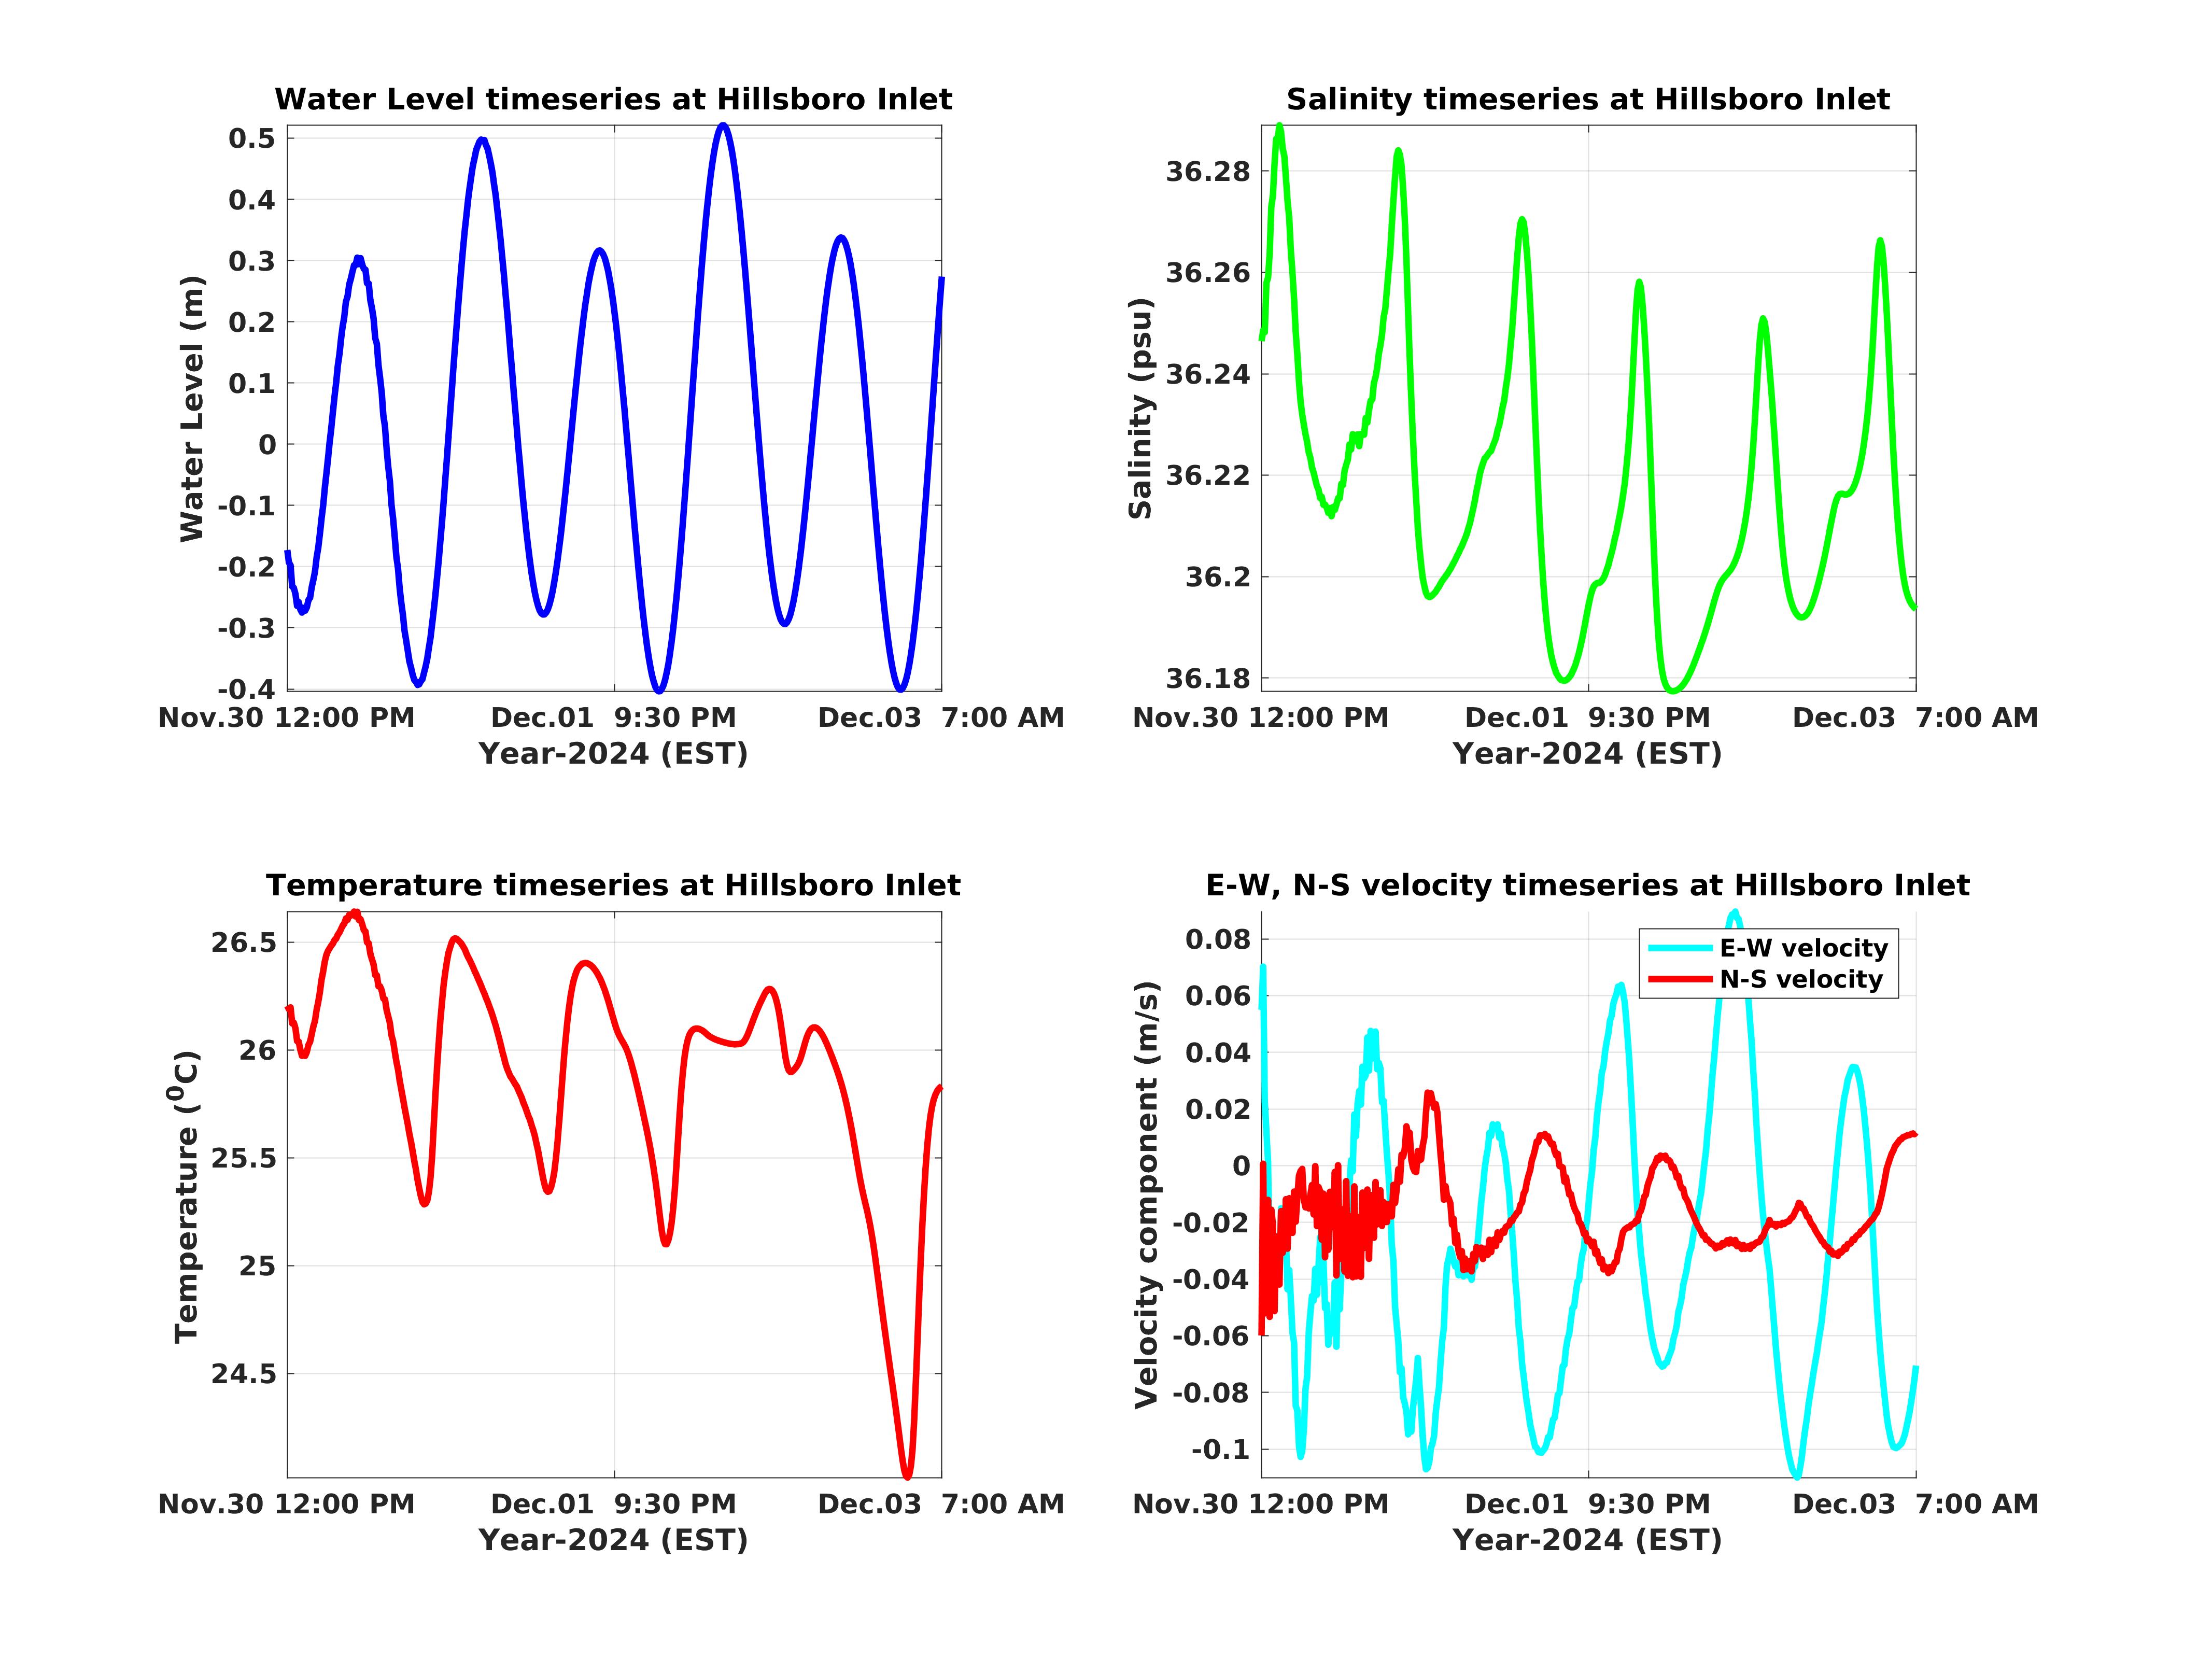 Water Level timeseries at Hillsboro Inlet
0.5
0.4
0.3
0.2
0.1
0
-0.1
-0.2
-0.3
-0.4
Water Level (m)
Nov.30 12:00 PM Dec.01 9:30 PM Dec.03 7:00 AM
Year-2024 (EST)
Salinity timeseries at Hillsboro Inlet
36.28
36.26
36.24
36.22
36.2
36.18
Salinity (psu)
Nov.30 12:00 PM Dec.01 9:30 PM Dec.03 7:00 AM
Year-2024 (EST)
Temperature timeseries at Hillsboro Inlet
26.5
26
25.5
25
24.5
Temperature (⁰C)
Nov.30 12:00 PM Dec.01 9:30 PM Dec.03 7:00 AM
Year-2024 (EST)
E-W, N-S velocity timeseries at Hillsboro Inlet
E-W velocity
N-S velocity
0.08
0.06
0.04
0.02
0
-0.02
-0.04
-0.06
-0.08
-0.1
Velocity component (m/s)
Nov.30 12:00 PM Dec.01 9:30 PM Dec.03 7:00 AM
Year-2024 (EST)